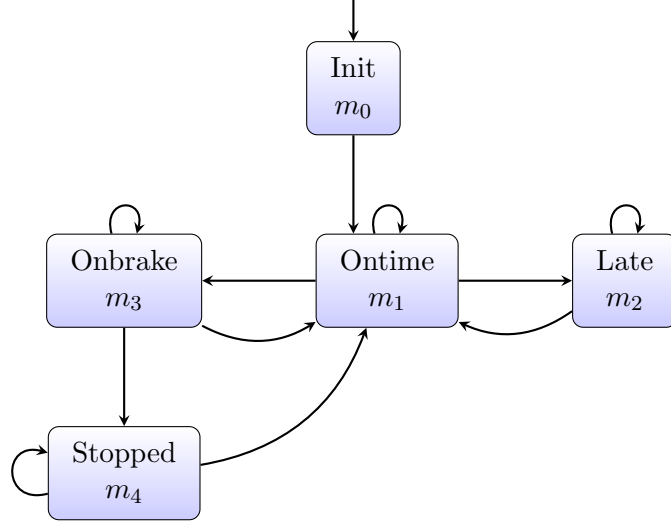 Init
m₀
Onbrake
m₃
Ontime
m₁
Late
m₂
Stopped
m₄